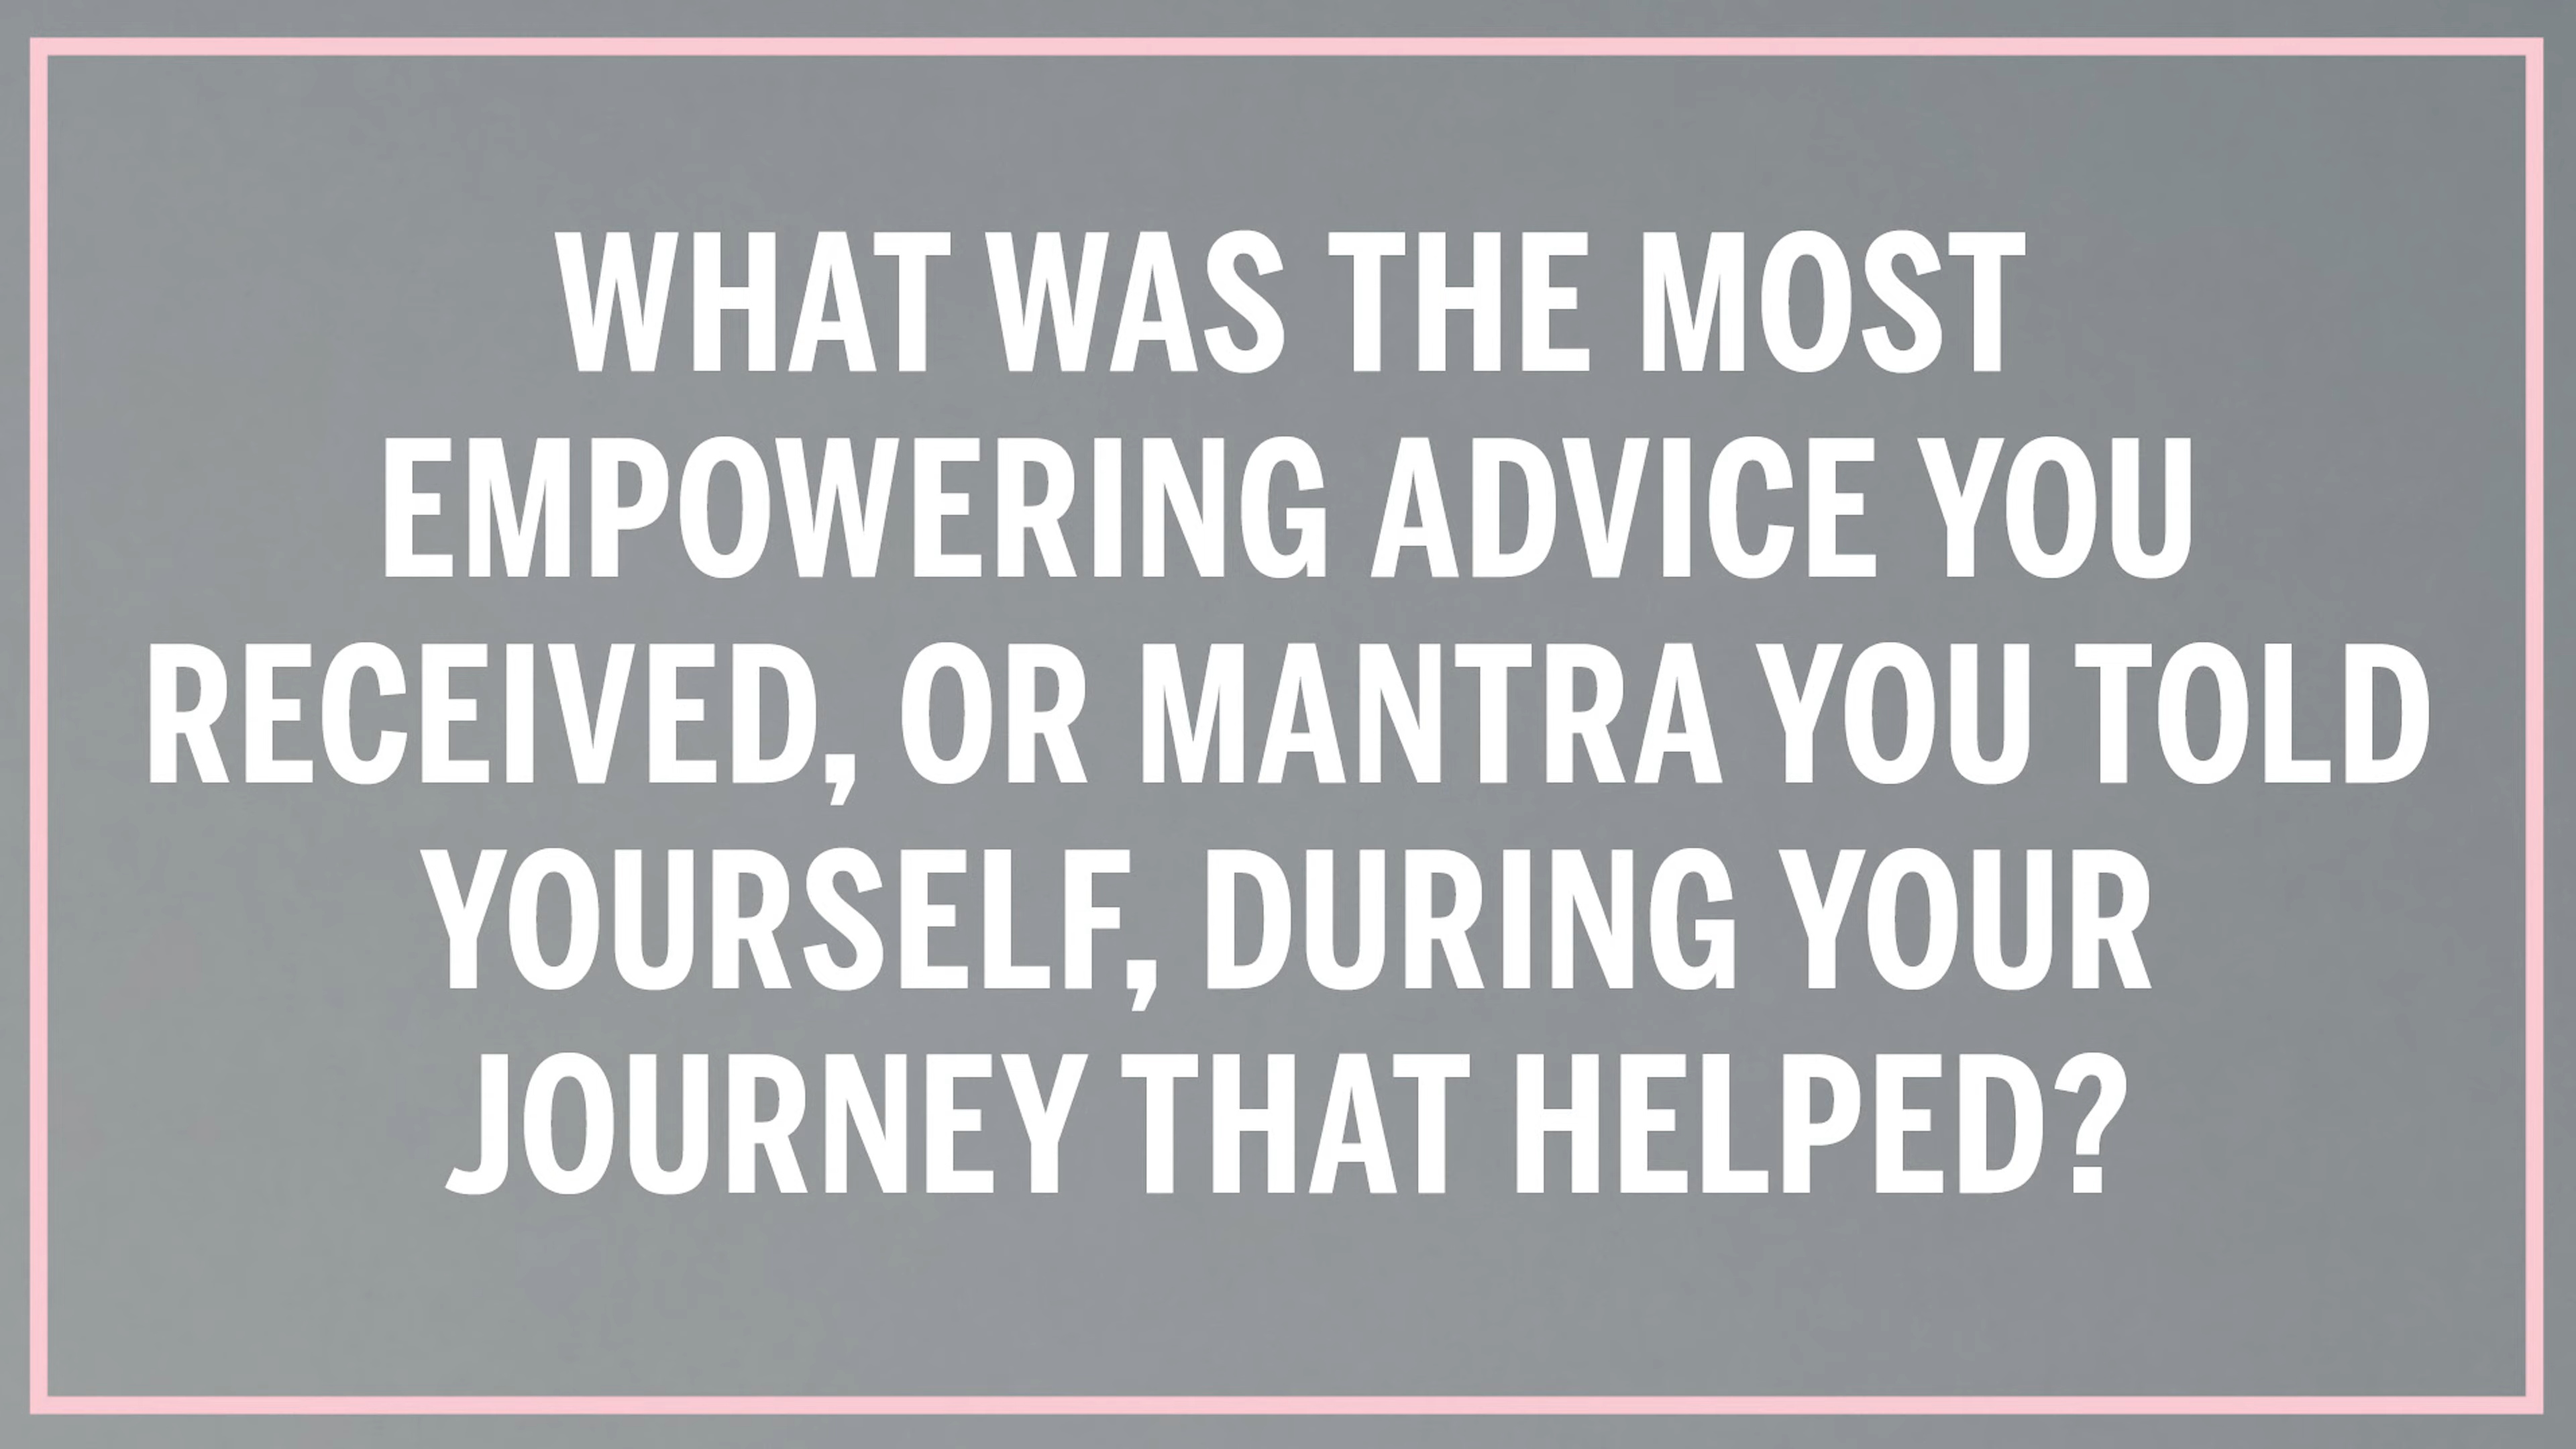 WHAT WAS THE MOST
EMPOWERING ADVICE YOU
RECEIVED, OR MANTRA YOU TOLD
YOURSELF, DURING YOUR
JOURNEY THAT HELPED?